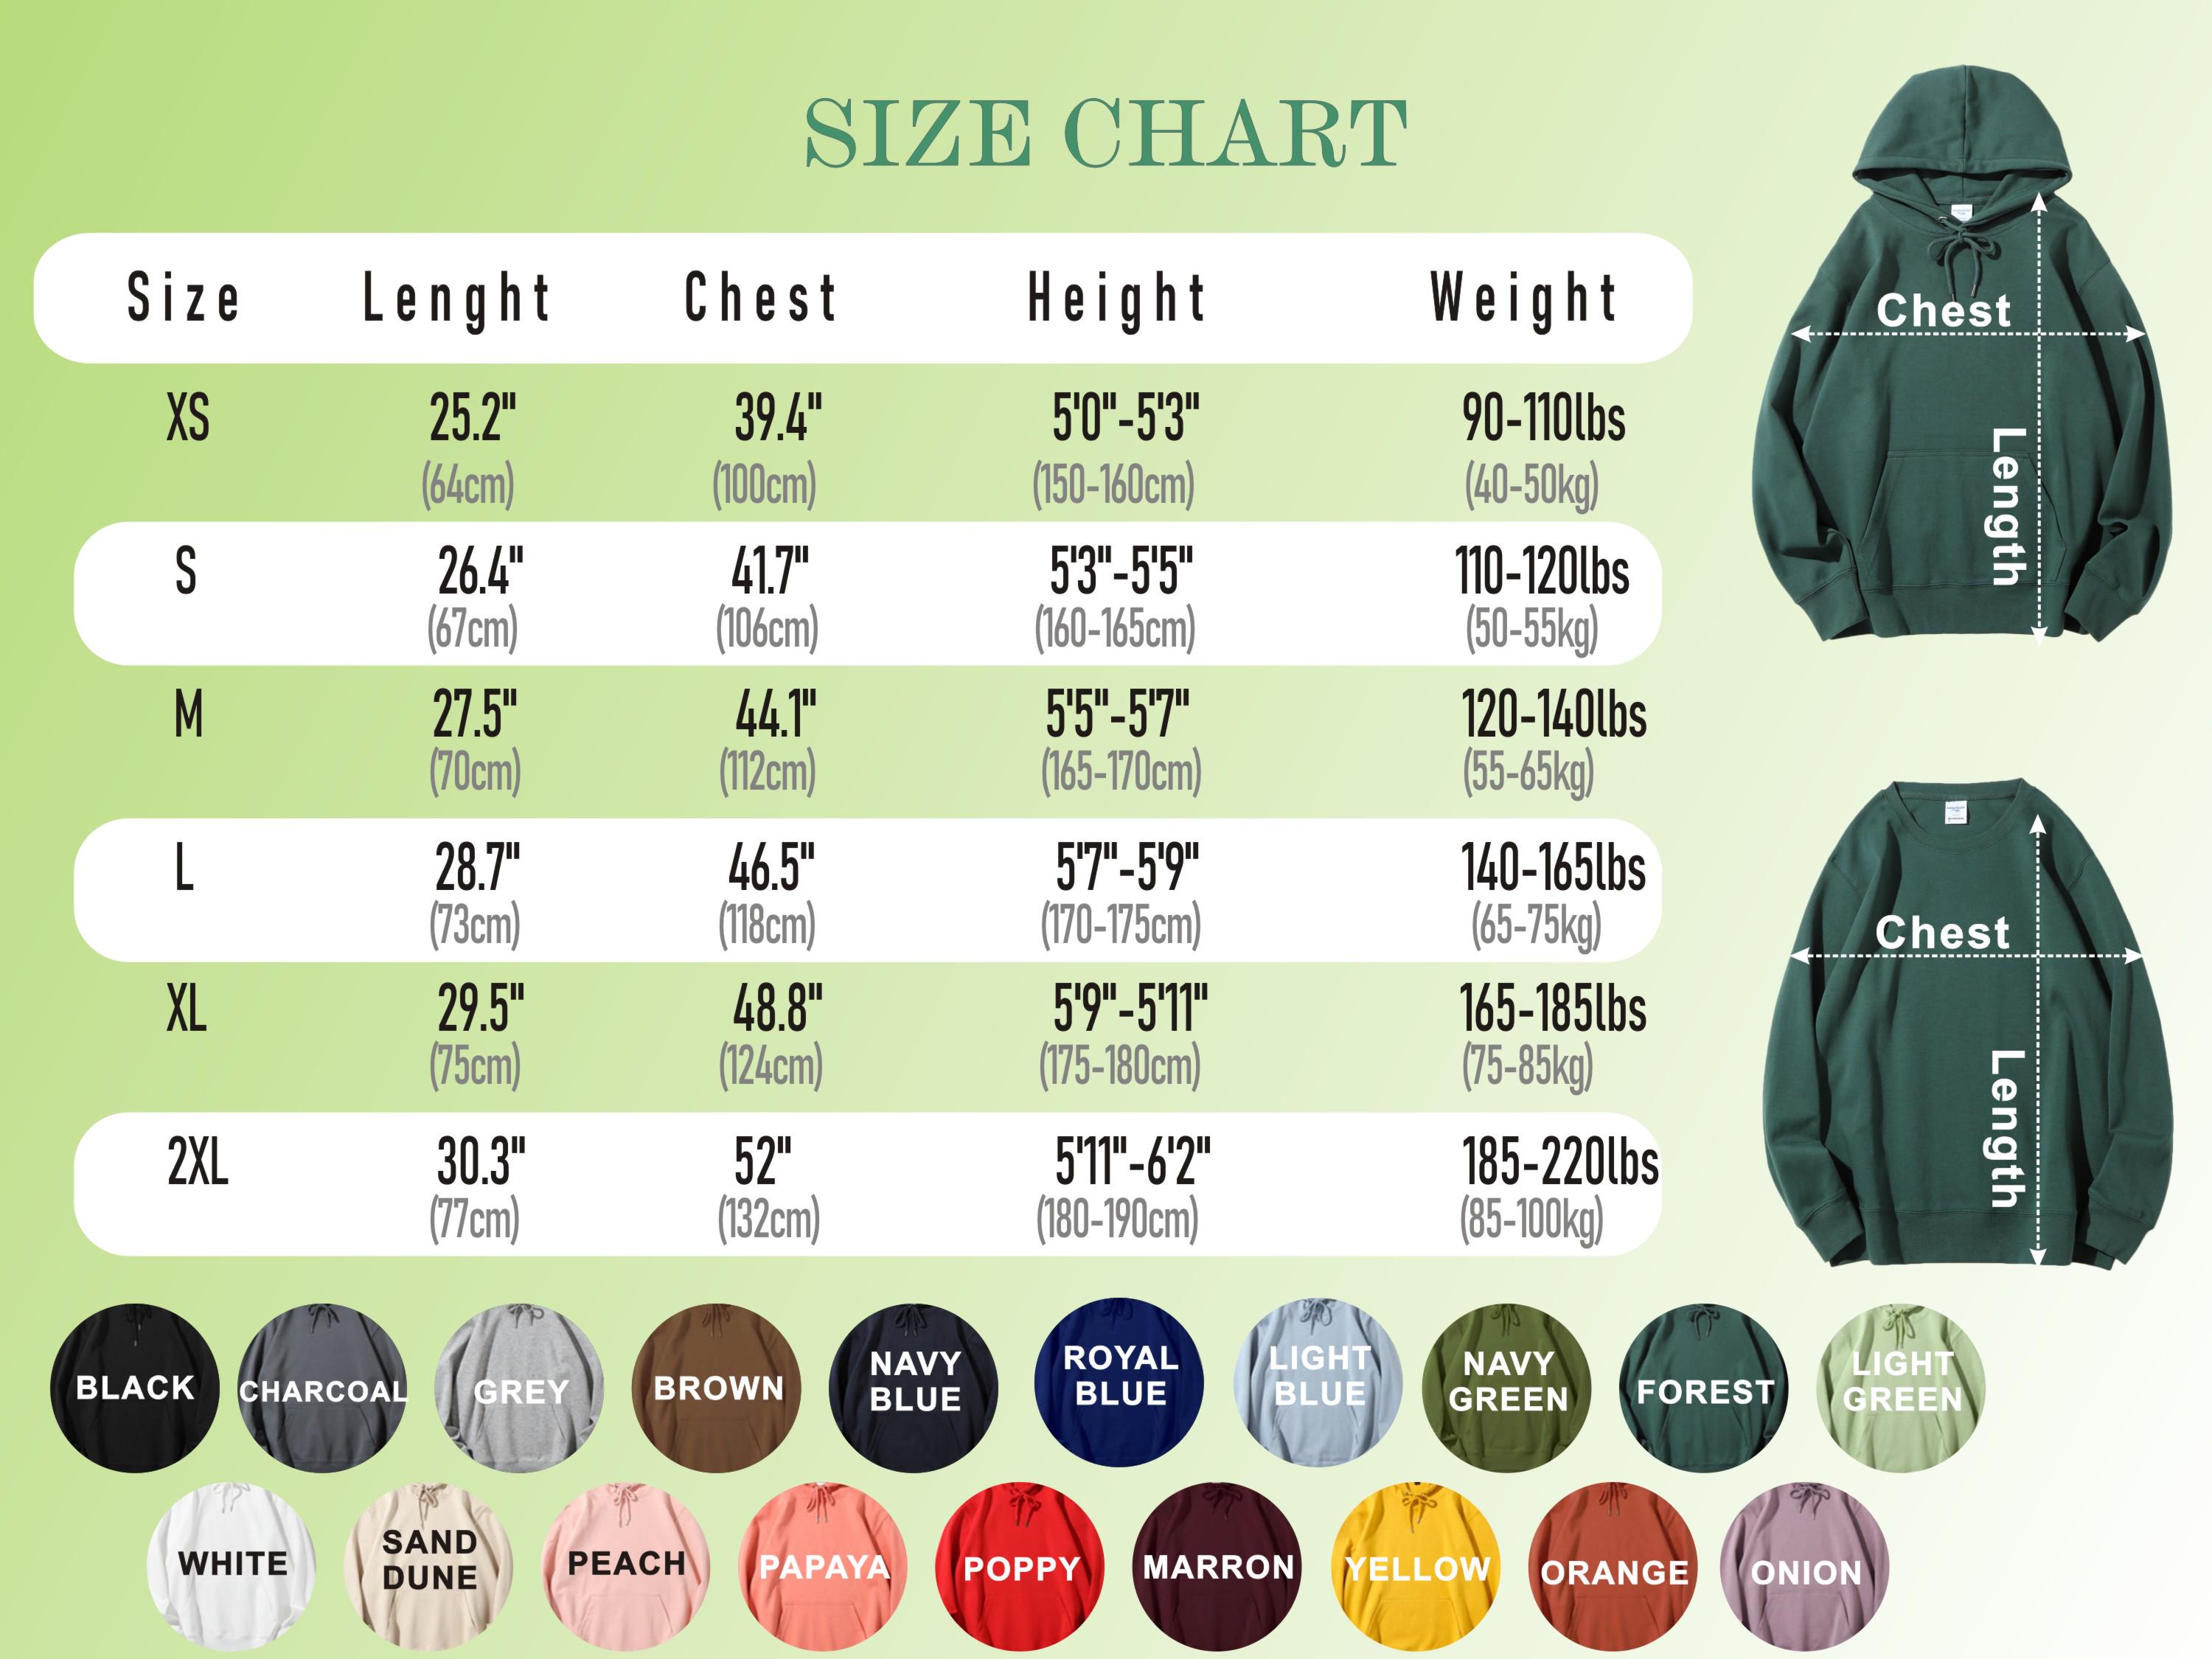 SIZE CHART
Size Lenght Chest Height Weight
XS 25.2" 39.4" 5'0"-5'3" 90-110lbs
(64cm) (100cm) (150-160cm) (40-50kg)
S 26.4" 41.7" 5'3"-5'5" 110-120lbs
(67cm) (106cm) (160-165cm) (50-55kg)
M 27.5" 44.1" 5'5"-5'7" 120-140lbs
(70cm) (112cm) (165-170cm) (55-65kg)
L 28.7" 46.5" 5'7"-5'9" 140-165lbs
(73cm) (118cm) (170-175cm) (65-75kg)
XL 29.5" 48.8" 5'9"-5'11" 165-185lbs
(75cm) (124cm) (175-180cm) (75-85kg)
2XL 30.3" 52" 5'11"-6'2" 185-220lbs
(77cm) (132cm) (180-190cm) (85-100kg)
Chest
Length
Chest
Length
BLACK
CHARCOAL
GREY
BROWN
NAVY
BLUE
ROYAL
BLUE
LIGHT
BLUE
NAVY
GREEN
FOREST
LIGHT
GREEN
WHITE
SAND
DUNE
PEACH
PAPAYA
POPPY
MARRON
YELLOW
ORANGE
ONION